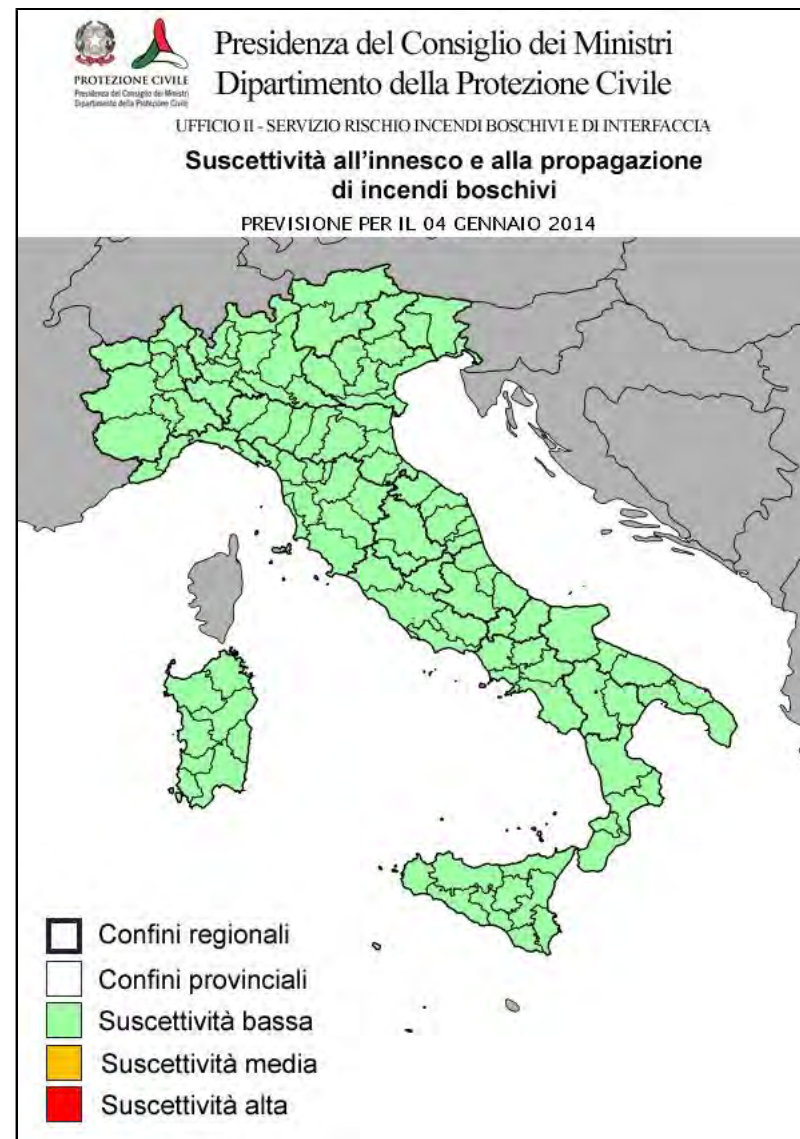 Presidenza del Consiglio dei Ministri
Dipartimento della Protezione Civile
PROTEZIONE CIVILE
Presidenza del Consiglio dei Ministri
Dipartimento della Protezione Civile
UFFICIO II - SERVIZIO RISCHIO INCENDI BOSCHIVI E DI INTERFACCIA
Suscettività all'innesco e alla propagazione
di incendi boschivi
PREVISIONE PER IL 04 GENNAIO 2014
Confini regionali
Confini provinciali
Suscettività bassa
Suscettività media
Suscettività alta